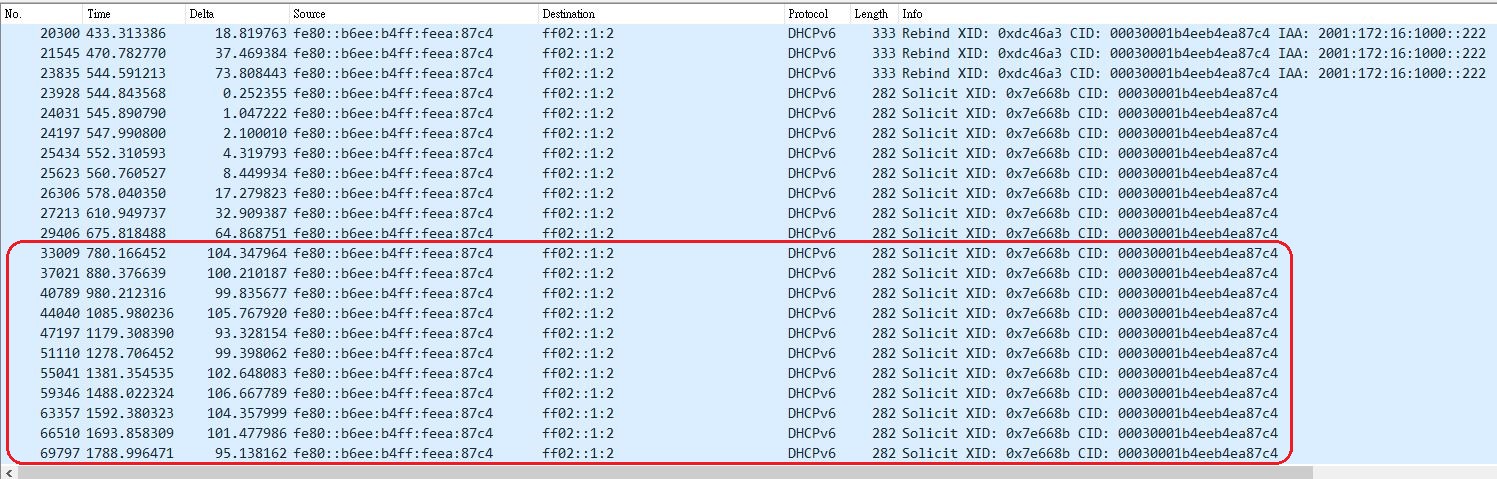 No. Time Delta Source Destination Protocol Length Info
20300 433.313386 18.819763 fe80::b6ee:b4ff:feea:87c4 ff02::1:2 DHCPv6 333 Rebind XID: 0xdc46a3 CID: 00030001b4eeb4ea87c4 IAA: 2001:172:16:1000::222
21545 470.782770 37.469384 fe80::b6ee:b4ff:feea:87c4 ff02::1:2 DHCPv6 333 Rebind XID: 0xdc46a3 CID: 00030001b4eeb4ea87c4 IAA: 2001:172:16:1000::222
23835 544.591213 73.808443 fe80::b6ee:b4ff:feea:87c4 ff02::1:2 DHCPv6 333 Rebind XID: 0xdc46a3 CID: 00030001b4eeb4ea87c4 IAA: 2001:172:16:1000::222
23928 544.843568 0.252355 fe80::b6ee:b4ff:feea:87c4 ff02::1:2 DHCPv6 282 Solicit XID: 0x7e668b CID: 00030001b4eeb4ea87c4
24031 545.890790 1.047222 fe80::b6ee:b4ff:feea:87c4 ff02::1:2 DHCPv6 282 Solicit XID: 0x7e668b CID: 00030001b4eeb4ea87c4
24197 547.990800 2.100010 fe80::b6ee:b4ff:feea:87c4 ff02::1:2 DHCPv6 282 Solicit XID: 0x7e668b CID: 00030001b4eeb4ea87c4
25434 552.310593 4.319793 fe80::b6ee:b4ff:feea:87c4 ff02::1:2 DHCPv6 282 Solicit XID: 0x7e668b CID: 00030001b4eeb4ea87c4
25623 560.760527 8.449934 fe80::b6ee:b4ff:feea:87c4 ff02::1:2 DHCPv6 282 Solicit XID: 0x7e668b CID: 00030001b4eeb4ea87c4
26306 578.040350 17.279823 fe80::b6ee:b4ff:feea:87c4 ff02::1:2 DHCPv6 282 Solicit XID: 0x7e668b CID: 00030001b4eeb4ea87c4
27213 610.949737 32.909387 fe80::b6ee:b4ff:feea:87c4 ff02::1:2 DHCPv6 282 Solicit XID: 0x7e668b CID: 00030001b4eeb4ea87c4
29406 675.818488 64.868751 fe80::b6ee:b4ff:feea:87c4 ff02::1:2 DHCPv6 282 Solicit XID: 0x7e668b CID: 00030001b4eeb4ea87c4
33009 780.166452 104.347964 fe80::b6ee:b4ff:feea:87c4 ff02::1:2 DHCPv6 282 Solicit XID: 0x7e668b CID: 00030001b4eeb4ea87c4
37021 880.376639 100.210187 fe80::b6ee:b4ff:feea:87c4 ff02::1:2 DHCPv6 282 Solicit XID: 0x7e668b CID: 00030001b4eeb4ea87c4
40789 980.212316 99.835677 fe80::b6ee:b4ff:feea:87c4 ff02::1:2 DHCPv6 282 Solicit XID: 0x7e668b CID: 00030001b4eeb4ea87c4
44040 1085.980236 105.767920 fe80::b6ee:b4ff:feea:87c4 ff02::1:2 DHCPv6 282 Solicit XID: 0x7e668b CID: 00030001b4eeb4ea87c4
47197 1179.308390 93.328154 fe80::b6ee:b4ff:feea:87c4 ff02::1:2 DHCPv6 282 Solicit XID: 0x7e668b CID: 00030001b4eeb4ea87c4
51110 1278.706452 99.398062 fe80::b6ee:b4ff:feea:87c4 ff02::1:2 DHCPv6 282 Solicit XID: 0x7e668b CID: 00030001b4eeb4ea87c4
55041 1381.354535 102.648083 fe80::b6ee:b4ff:feea:87c4 ff02::1:2 DHCPv6 282 Solicit XID: 0x7e668b CID: 00030001b4eeb4ea87c4
59346 1488.022324 106.667789 fe80::b6ee:b4ff:feea:87c4 ff02::1:2 DHCPv6 282 Solicit XID: 0x7e668b CID: 00030001b4eeb4ea87c4
63357 1592.380323 104.357999 fe80::b6ee:b4ff:feea:87c4 ff02::1:2 DHCPv6 282 Solicit XID: 0x7e668b CID: 00030001b4eeb4ea87c4
66510 1693.858309 101.477986 fe80::b6ee:b4ff:feea:87c4 ff02::1:2 DHCPv6 282 Solicit XID: 0x7e668b CID: 00030001b4eeb4ea87c4
69797 1788.996471 95.138162 fe80::b6ee:b4ff:feea:87c4 ff02::1:2 DHCPv6 282 Solicit XID: 0x7e668b CID: 00030001b4eeb4ea87c4